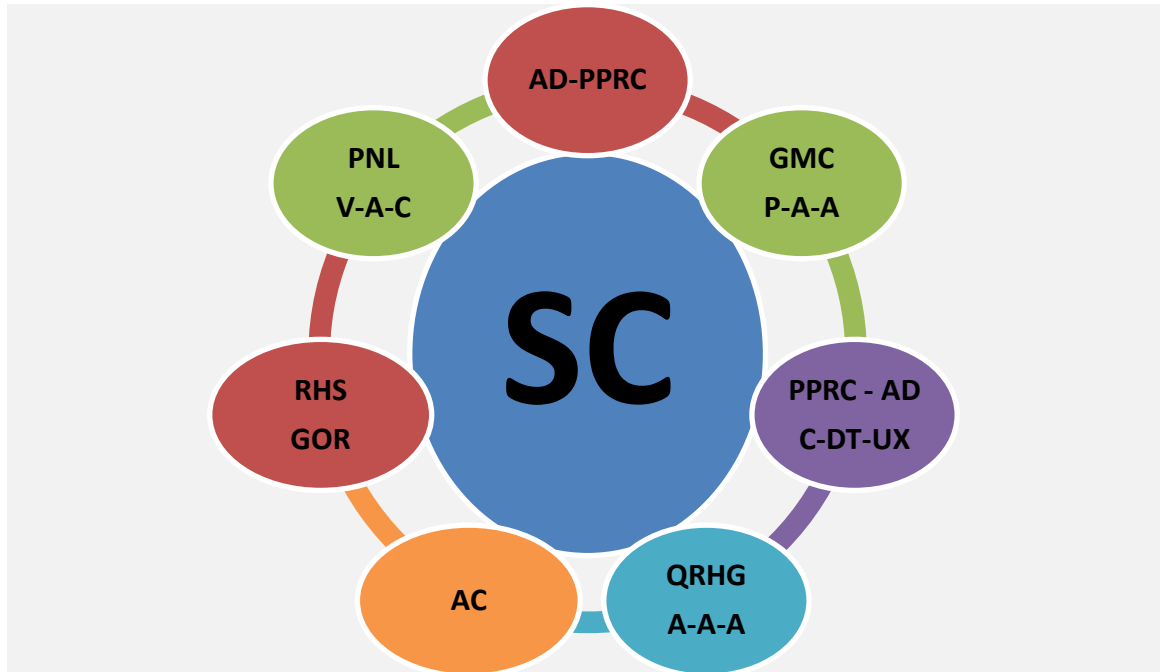 AD-PPRC
PNL
V-A-C
GMC
P-A-A
SC
RHS
GOR
PPRC - AD
C-DT-UX
AC
QRHG
A-A-A